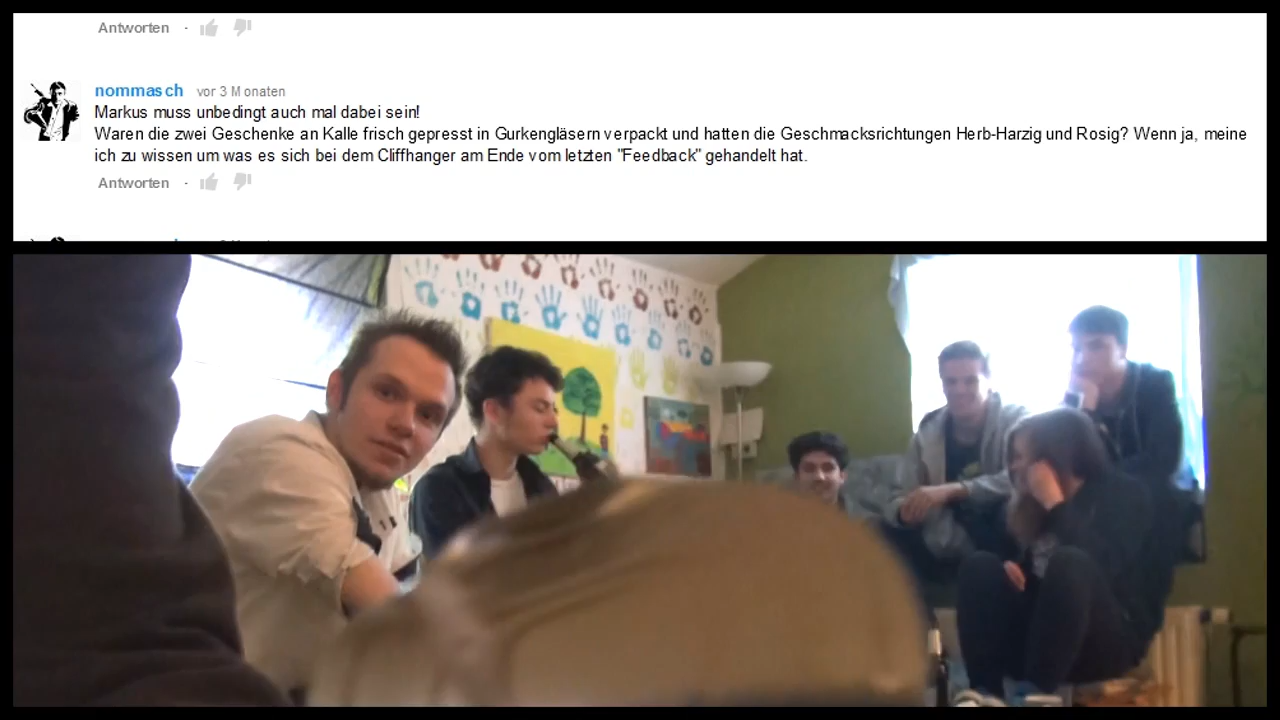 Antworten ·
nommasch vor 3 Monaten
Markus muss unbedingt auch mal dabei sein!
Waren die zwei Geschenke an Kalle frisch gepresst in Gurkengläsern verpackt und hatten die Geschmacksrichtungen Herb-Harzig und Rosig? Wenn ja, meine
ich zu wissen um was es sich bei dem Cliffhanger am Ende vom letzten "Feedback" gehandelt hat.
Antworten ·